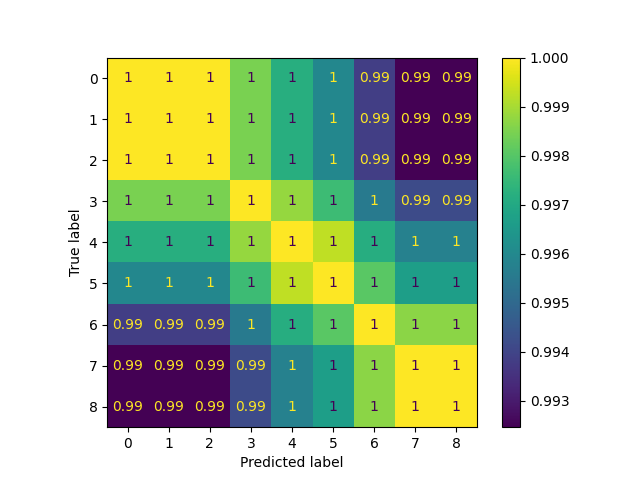 0 1 1 1 1 1 1 0.99 0.99 0.99
1 1 1 1 1 1 1 0.99 0.99 0.99
2 1 1 1 1 1 1 0.99 0.99 0.99
3 1 1 1 1 1 1 1 0.99 0.99
4 1 1 1 1 1 1 1 1 1
5 1 1 1 1 1 1 1 1 1
6 0.99 0.99 0.99 1 1 1 1 1 1
7 0.99 0.99 0.99 0.99 1 1 1 1 1
8 0.99 0.99 0.99 0.99 1 1 1 1 1
0 1 2 3 4 5 6 7 8
Predicted label
True label
1.000
0.999
0.998
0.997
0.996
0.995
0.994
0.993